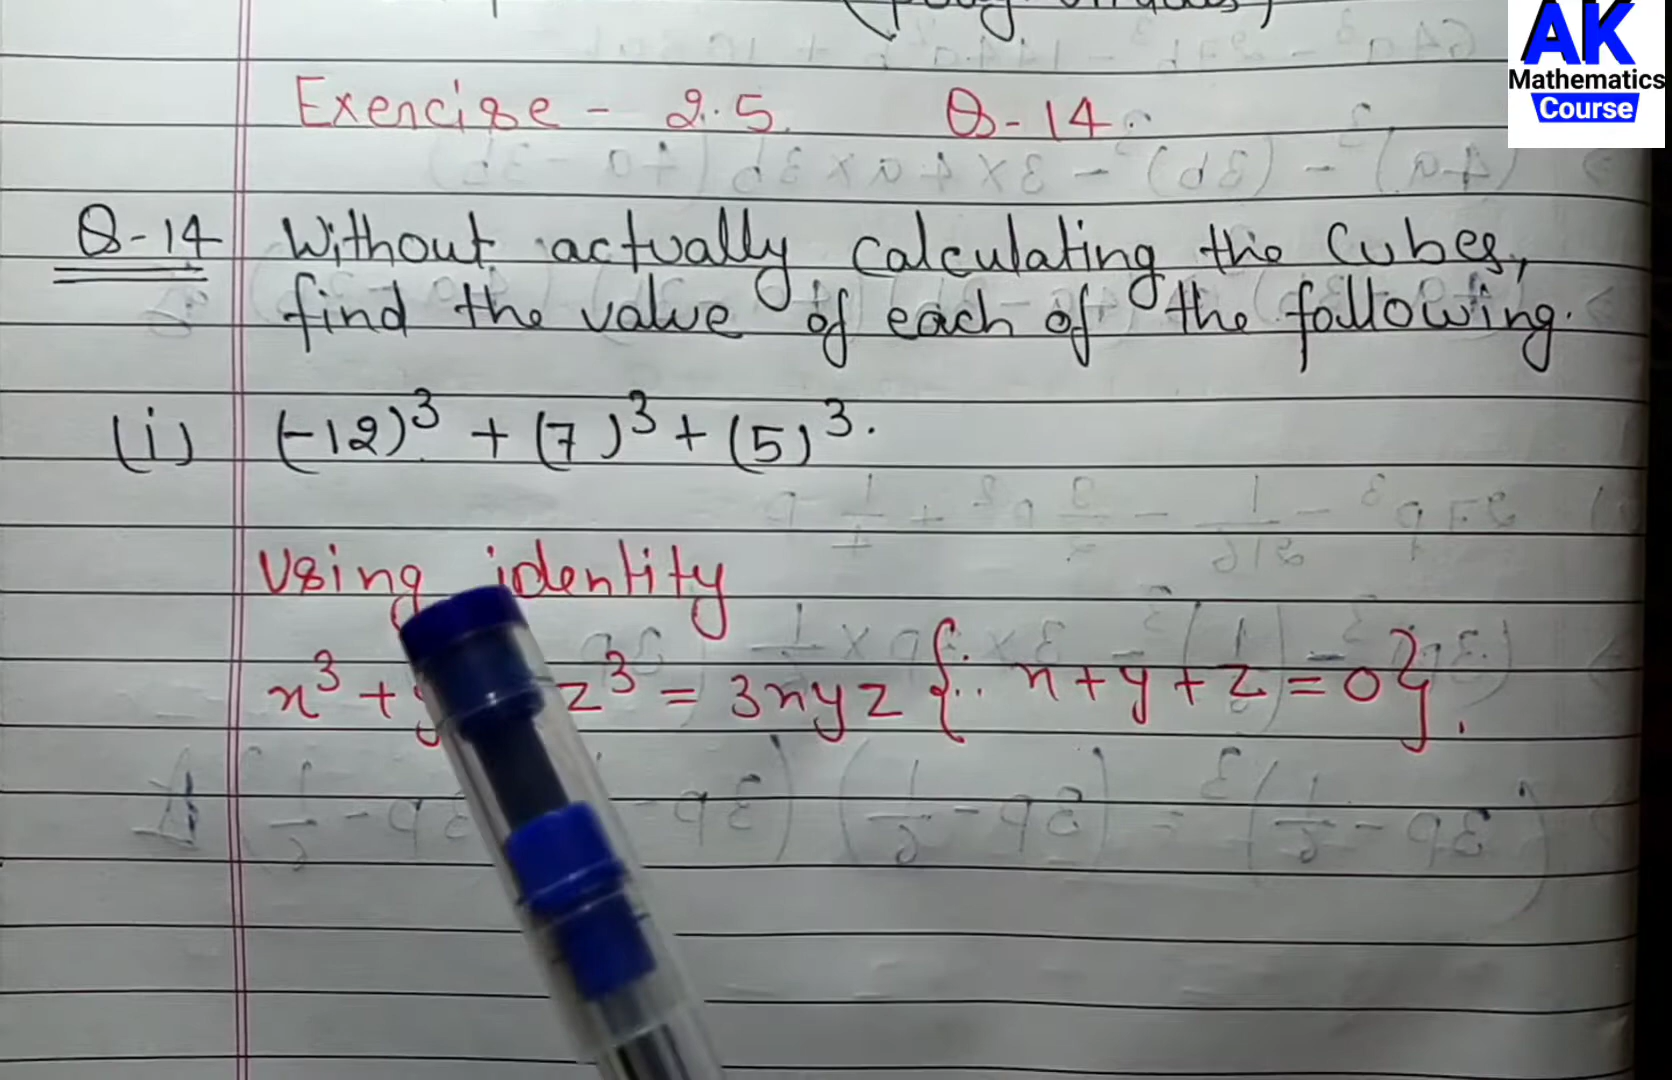 AK
Mathematics
Course
Exercise - 2.5. Q-14.
Q-14 Without actually calculating the Cubes,
find the value of each of the following.
(i) (-12)³ + (7)³ + (5)³.
Using identity
x³ + y z³ = 3xyz {∵ x+y+z = 0}.